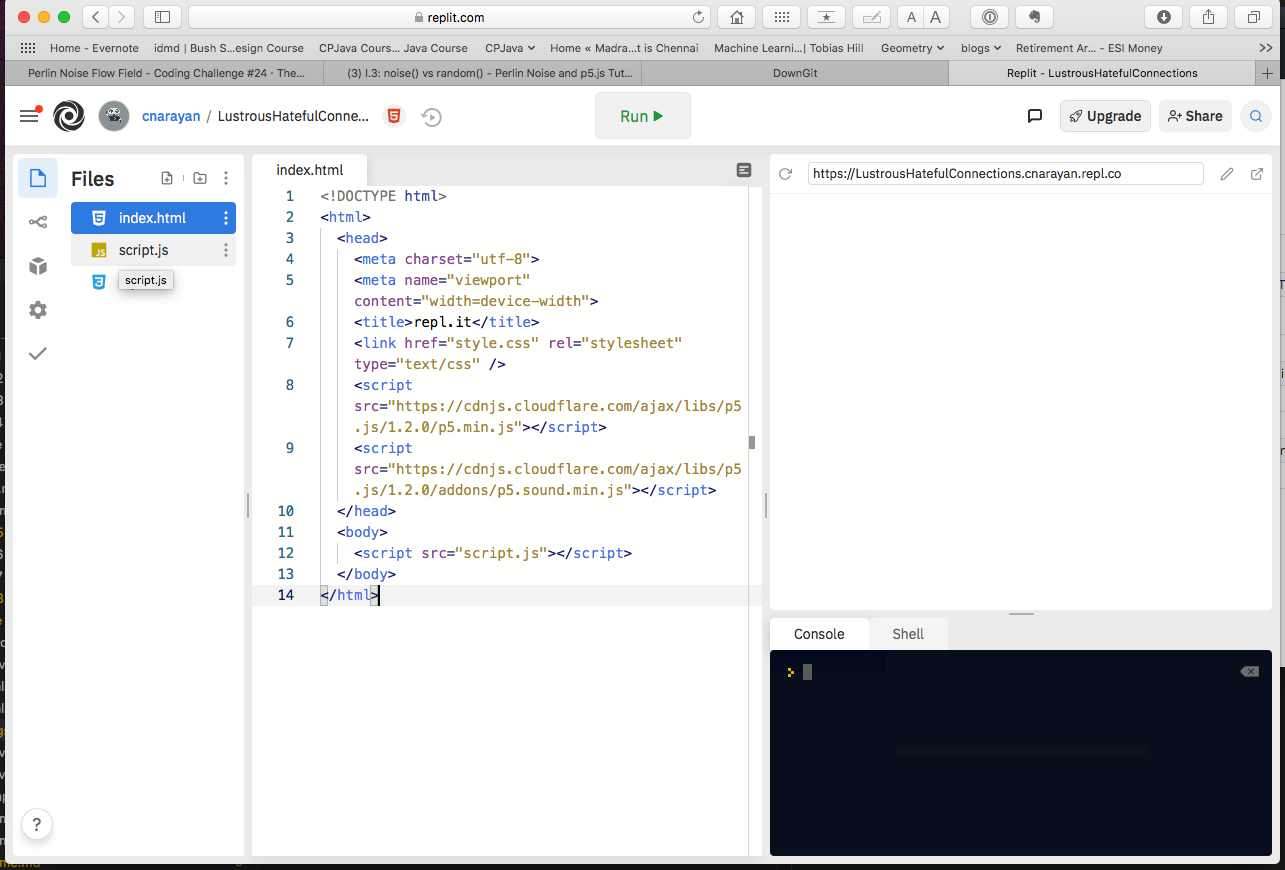 replit.com
A A
Home - Evernote idmd | Bush S...esign Course CPJava Cours... Java Course CPJava Home « Madra...t is Chennai Machine Learni...| Tobias Hill Geometry blogs Retirement Ar... – ESI Money >>
Perlin Noise Flow Field - Coding Challenge #24 · The... (3) I.3: noise() vs random() - Perlin Noise and p5.js Tut... DownGit Replit - LustrousHatefulConnections +
cnarayan / LustrousHatefulConne... Run Upgrade Share
Files
index.html
JS script.js
script.js
?
index.html
1 <!DOCTYPE html>
2 <html>
3 <head>
4 <meta charset="utf-8">
5 <meta name="viewport"
content="width=device-width">
6 <title>repl.it</title>
7 <link href="style.css" rel="stylesheet"
type="text/css" />
8 <script
src="https://cdnjs.cloudflare.com/ajax/libs/p5
.js/1.2.0/p5.min.js"></script>
9 <script
src="https://cdnjs.cloudflare.com/ajax/libs/p5
.js/1.2.0/addons/p5.sound.min.js"></script>
10 </head>
11 <body>
12 <script src="script.js"></script>
13 </body>
14 </html>
https://LustrousHatefulConnections.cnarayan.repl.co
Console Shell